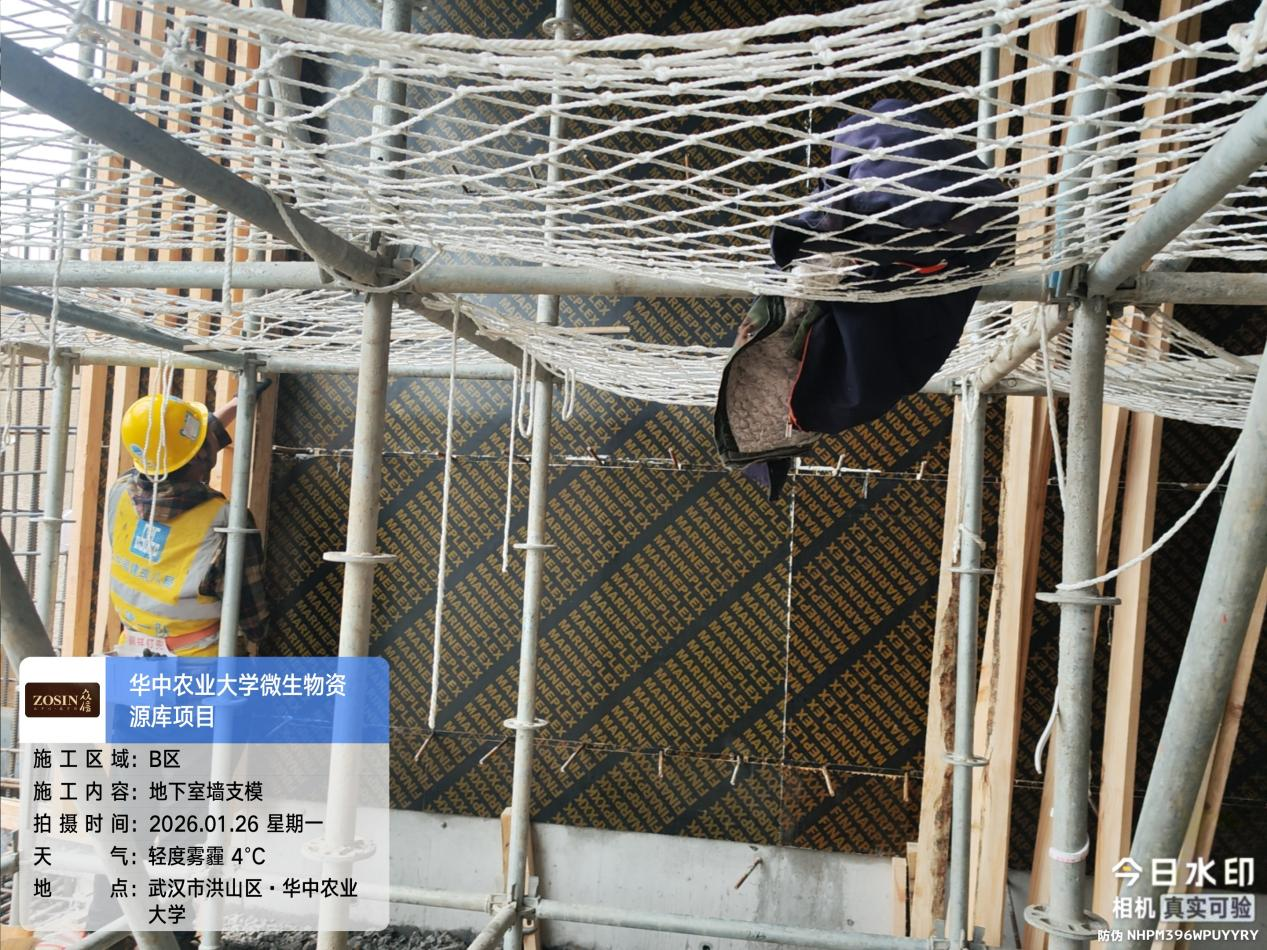 MARINEPLEX
ZOSIN 众信
华中农业大学微生物资
源库项目
施工区域：B区
施工内容：地下室墙支模
拍摄时间：2026.01.26 星期一
天气：轻度雾霾 4℃
地点：武汉市洪山区·华中农业
大学
今日水印
相机 真实可验
防伪 NHPM396WPUYYRY